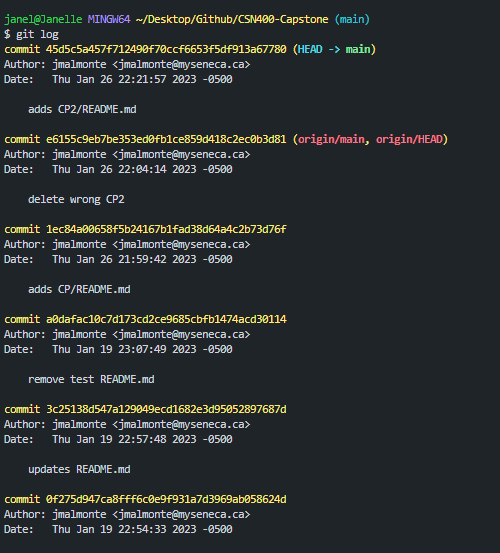 janel@Janelle MINGW64 ~/Desktop/Github/CSN400-Capstone (main)
$ git log
commit 45d5c5a457f712490f70ccf6653f5df913a67780 (HEAD -> main)
Author: jmalmonte <jmalmonte@myseneca.ca>
Date:   Thu Jan 26 22:21:57 2023 -0500

    adds CP2/README.md

commit e6155c9eb7be353ed0fb1ce859d418c2ec0b3d81 (origin/main, origin/HEAD)
Author: jmalmonte <jmalmonte@myseneca.ca>
Date:   Thu Jan 26 22:04:14 2023 -0500

    delete wrong CP2

commit 1ec84a00658f5b24167b1fad38d64a4c2b73d76f
Author: jmalmonte <jmalmonte@myseneca.ca>
Date:   Thu Jan 26 21:59:42 2023 -0500

    adds CP/README.md

commit a0dafac10c7d173cd2ce9685cbfb1474acd30114
Author: jmalmonte <jmalmonte@myseneca.ca>
Date:   Thu Jan 19 23:07:49 2023 -0500

    remove test README.md

commit 3c25138d547a129049ecd1682e3d95052897687d
Author: jmalmonte <jmalmonte@myseneca.ca>
Date:   Thu Jan 19 22:57:48 2023 -0500

    updates README.md

commit 0f275d947ca8fff6c0e9f931a7d3969ab058624d
Author: jmalmonte <jmalmonte@myseneca.ca>
Date:   Thu Jan 19 22:54:33 2023 -0500